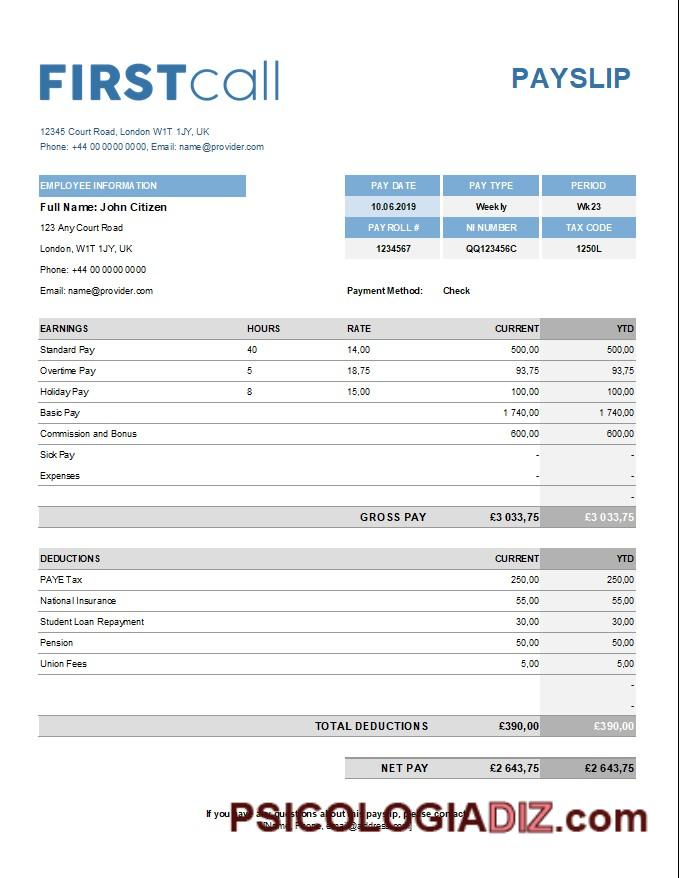 FIRSTcall
PAYSLIP
12345 Court Road, London W1T 1JY, UK
Phone: +44 00 0000 0000, Email: name@provider.com
EMPLOYEE INFORMATION
PAY DATE PAY TYPE PERIOD
Full Name: John Citizen
10.06.2019 Weekly Wk23
123 Any Court Road
PAYROLL # NI NUMBER TAX CODE
London, W1T 1JY, UK
1234567 QQ123456C 1250L
Phone: +44 00 0000 0000
Email: name@provider.com
Payment Method: Check
EARNINGS HOURS RATE CURRENT YTD
Standard Pay 40 14,00 500,00 500,00
Overtime Pay 5 18,75 93,75 93,75
Holiday Pay 8 15,00 100,00 100,00
Basic Pay 1 740,00 1 740,00
Commission and Bonus 600,00 600,00
Sick Pay - -
Expenses - -
-
GROSS PAY £3 033,75 £3 033,75
DEDUCTIONS CURRENT YTD
PAYE Tax 250,00 250,00
National Insurance 55,00 55,00
Student Loan Repayment 30,00 30,00
Pension 50,00 50,00
Union Fees 5,00 5,00
-
-
TOTAL DEDUCTIONS £390,00 £390,00
NET PAY £2 643,75 £2 643,75
If you have any questions about this payslip, please contact
[Name, Phone, email@address.com]
PSICOLOGIADIZ.com